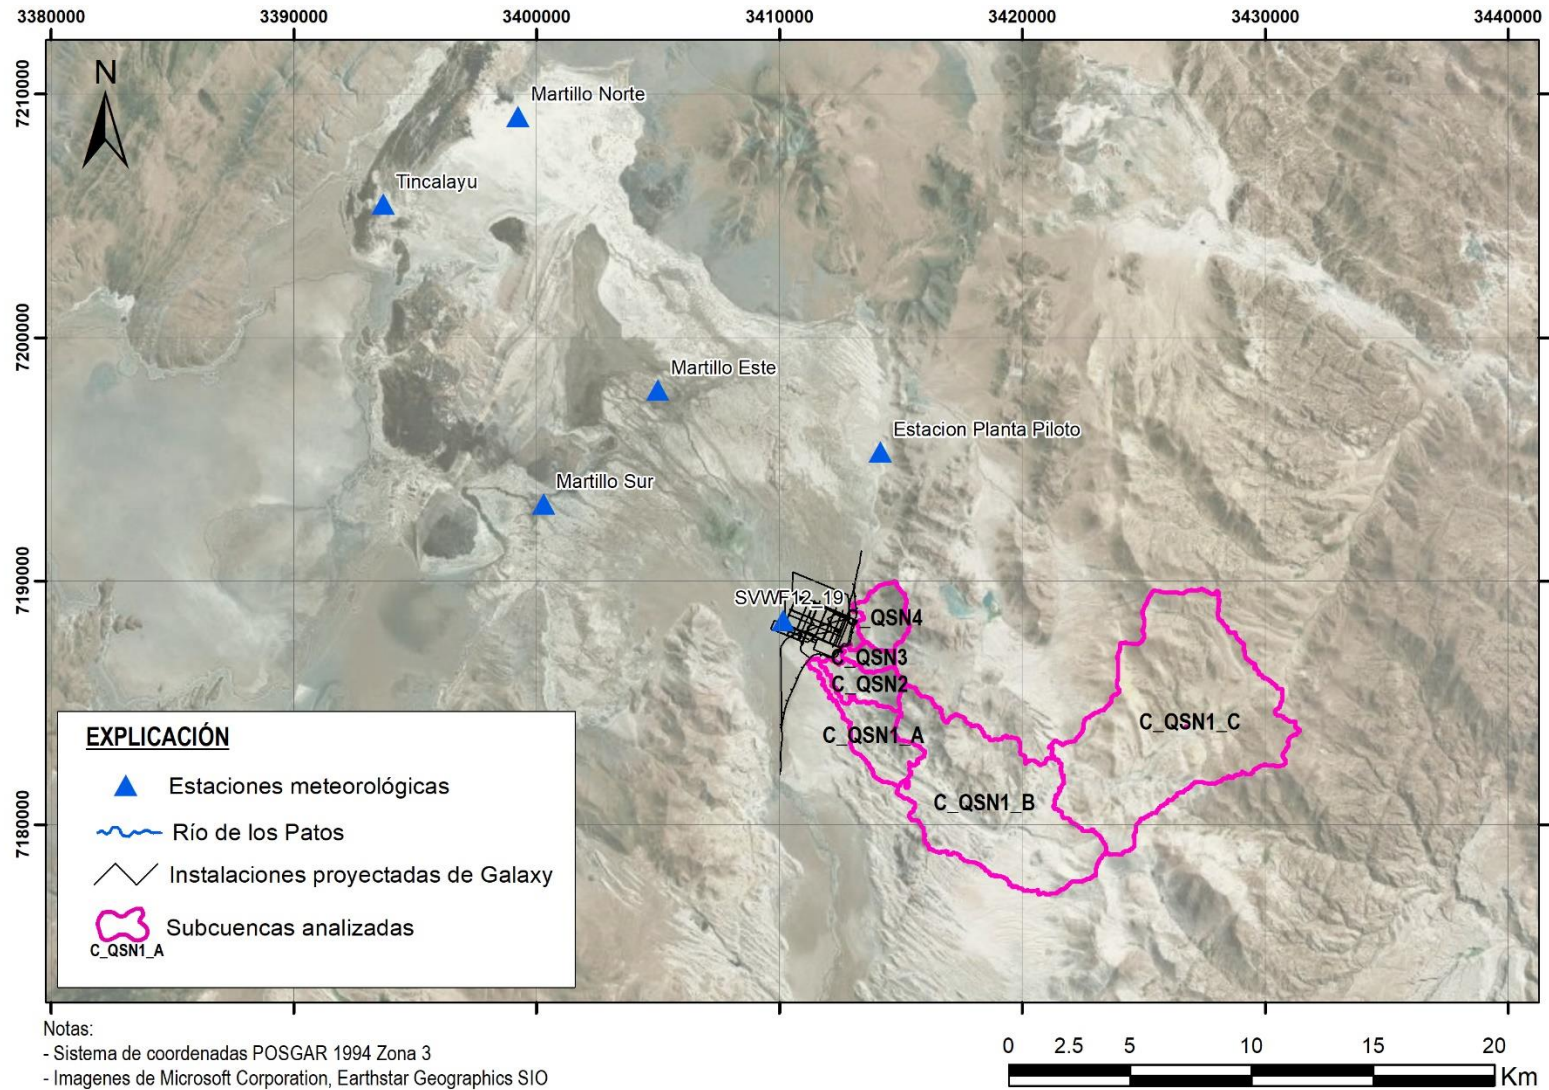 3380000 3390000 3400000 3410000 3420000 3430000 3440000
7210000
7200000
7190000
7180000
N
Martillo Norte
Tincalayu
Martillo Este
Estacion Planta Piloto
Martillo Sur
SVWF12_19
C_QSN4
C_QSN3
C_QSN2
C_QSN1_A
C_QSN1_C
C_QSN1_B
EXPLICACIÓN
Estaciones meteorológicas
Río de los Patos
Instalaciones proyectadas de Galaxy
Subcuencas analizadas
C_QSN1_A
Notas:
- Sistema de coordenadas POSGAR 1994 Zona 3
- Imagenes de Microsoft Corporation, Earthstar Geographics SIO
0 2.5 5 10 15 20
Km